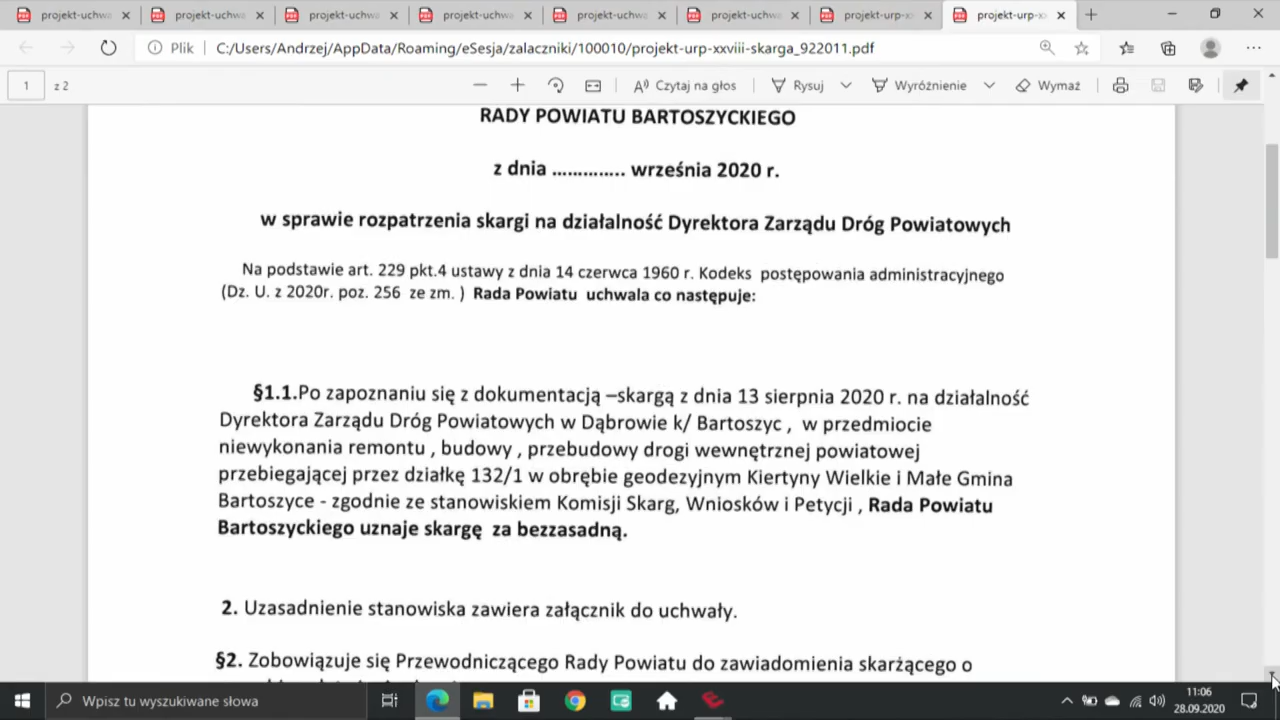 projekt-uchwa
projekt-uchwa
projekt-uchwa
projekt-uchwa
projekt-uchwa
projekt-uchwa
projekt-urp-xx
projekt-urp-xx
Plik
C:/Users/Andrzej/AppData/Roaming/eSesja/zalaczniki/100010/projekt-urp-xxviii-skarga_922011.pdf
1 z 2
Czytaj na głos
Rysuj
Wyróżnienie
Wymaż
RADY POWIATU BARTOSZYCKIEGO
z dnia .............. września 2020 r.
w sprawie rozpatrzenia skargi na działalność Dyrektora Zarządu Dróg Powiatowych
Na podstawie art. 229 pkt.4 ustawy z dnia 14 czerwca 1960 r. Kodeks postępowania administracyjnego
(Dz. U. z 2020r. poz. 256 ze zm. ) Rada Powiatu uchwala co następuje:
§1.1.Po zapoznaniu się z dokumentacją –skargą z dnia 13 sierpnia 2020 r. na działalność
Dyrektora Zarządu Dróg Powiatowych w Dąbrowie k/ Bartoszyc , w przedmiocie
niewykonania remontu , budowy , przebudowy drogi wewnętrznej powiatowej
przebiegającej przez działkę 132/1 w obrębie geodezyjnym Kiertyny Wielkie i Małe Gmina
Bartoszyce - zgodnie ze stanowiskiem Komisji Skarg, Wniosków i Petycji , Rada Powiatu
Bartoszyckiego uznaje skargę za bezzasadną.
2. Uzasadnienie stanowiska zawiera załącznik do uchwały.
§2. Zobowiązuje się Przewodniczącego Rady Powiatu do zawiadomienia skarżącego o
Wpisz tu wyszukiwane słowa
11:06
28.09.2020